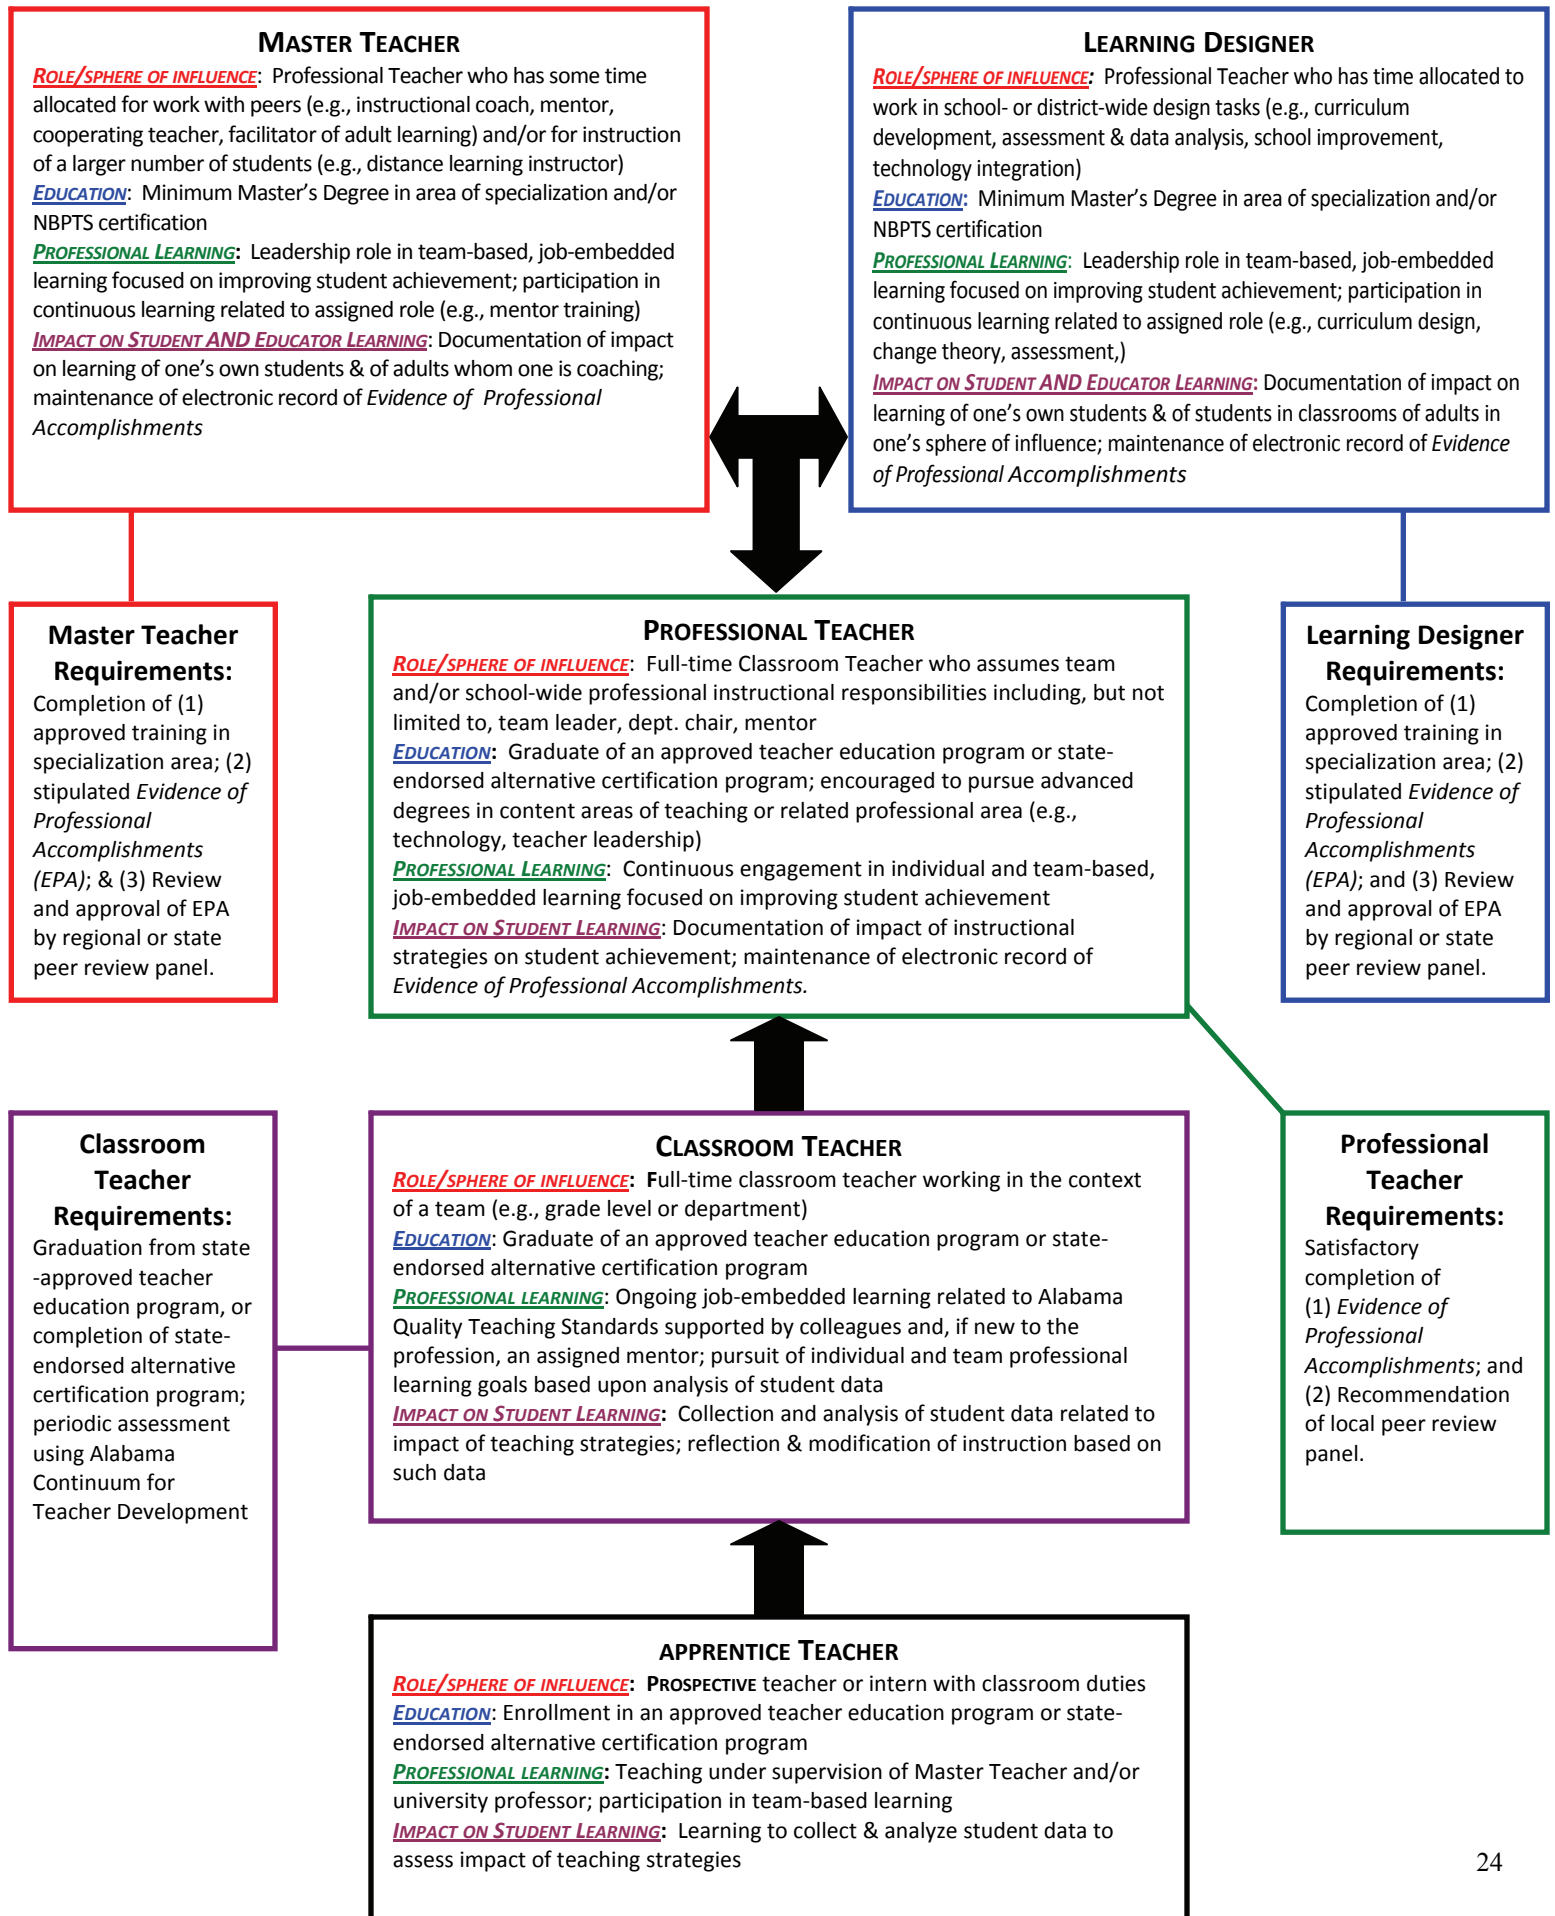 MASTER TEACHER
ROLE/SPHERE OF INFLUENCE: Professional Teacher who has some time
allocated for work with peers (e.g., instructional coach, mentor,
cooperating teacher, facilitator of adult learning) and/or for instruction
of a larger number of students (e.g., distance learning instructor)
EDUCATION: Minimum Master's Degree in area of specialization and/or
NBPTS certification
PROFESSIONAL LEARNING: Leadership role in team-based, job-embedded
learning focused on improving student achievement; participation in
continuous learning related to assigned role (e.g., mentor training)
IMPACT ON STUDENT AND EDUCATOR LEARNING: Documentation of impact
on learning of one's own students & of adults whom one is coaching;
maintenance of electronic record of Evidence of Professional
Accomplishments
LEARNING DESIGNER
ROLE/SPHERE OF INFLUENCE: Professional Teacher who has time allocated to
work in school- or district-wide design tasks (e.g., curriculum
development, assessment & data analysis, school improvement,
technology integration)
EDUCATION: Minimum Master's Degree in area of specialization and/or
NBPTS certification
PROFESSIONAL LEARNING: Leadership role in team-based, job-embedded
learning focused on improving student achievement; participation in
continuous learning related to assigned role (e.g., curriculum design,
change theory, assessment,)
IMPACT ON STUDENT AND EDUCATOR LEARNING: Documentation of impact on
learning of one's own students & of students in classrooms of adults in
one's sphere of influence; maintenance of electronic record of Evidence
of Professional Accomplishments
Master Teacher
Requirements:
Completion of (1)
approved training in
specialization area; (2)
stipulated Evidence of
Professional
Accomplishments
(EPA); & (3) Review
and approval of EPA
by regional or state
peer review panel.
PROFESSIONAL TEACHER
ROLE/SPHERE OF INFLUENCE: Full-time Classroom Teacher who assumes team
and/or school-wide professional instructional responsibilities including, but not
limited to, team leader, dept. chair, mentor
EDUCATION: Graduate of an approved teacher education program or state-
endorsed alternative certification program; encouraged to pursue advanced
degrees in content areas of teaching or related professional area (e.g.,
technology, teacher leadership)
PROFESSIONAL LEARNING: Continuous engagement in individual and team-based,
job-embedded learning focused on improving student achievement
IMPACT ON STUDENT LEARNING: Documentation of impact of instructional
strategies on student achievement; maintenance of electronic record of
Evidence of Professional Accomplishments.
Learning Designer
Requirements:
Completion of (1)
approved training in
specialization area; (2)
stipulated Evidence of
Professional
Accomplishments
(EPA); and (3) Review
and approval of EPA
by regional or state
peer review panel.
Classroom
Teacher
Requirements:
Graduation from state
-approved teacher
education program, or
completion of state-
endorsed alternative
certification program;
periodic assessment
using Alabama
Continuum for
Teacher Development
CLASSROOM TEACHER
ROLE/SPHERE OF INFLUENCE: Full-time classroom teacher working in the context
of a team (e.g., grade level or department)
EDUCATION: Graduate of an approved teacher education program or state-
endorsed alternative certification program
PROFESSIONAL LEARNING: Ongoing job-embedded learning related to Alabama
Quality Teaching Standards supported by colleagues and, if new to the
profession, an assigned mentor; pursuit of individual and team professional
learning goals based upon analysis of student data
IMPACT ON STUDENT LEARNING: Collection and analysis of student data related to
impact of teaching strategies; reflection & modification of instruction based on
such data
Professional
Teacher
Requirements:
Satisfactory
completion of
(1) Evidence of
Professional
Accomplishments; and
(2) Recommendation
of local peer review
panel.
APPRENTICE TEACHER
ROLE/SPHERE OF INFLUENCE: PROSPECTIVE teacher or intern with classroom duties
EDUCATION: Enrollment in an approved teacher education program or state-
endorsed alternative certification program
PROFESSIONAL LEARNING: Teaching under supervision of Master Teacher and/or
university professor; participation in team-based learning
IMPACT ON STUDENT LEARNING: Learning to collect & analyze student data to
assess impact of teaching strategies
24